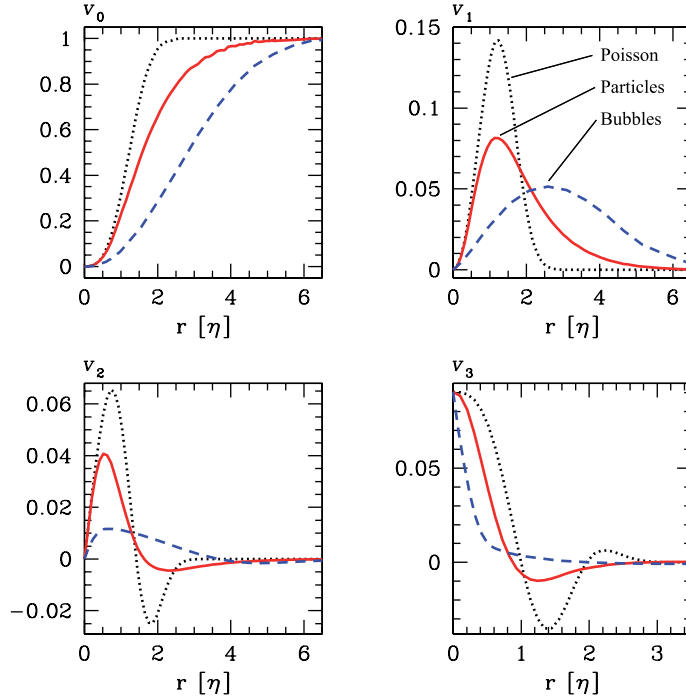 v0
1
0.8
0.6
0.4
0.2
0
0 2 4 6
r [η]
v1
0.15
0.1
0.05
0
0 2 4 6
r [η]
Poisson
Particles
Bubbles
v2
0.06
0.04
0.02
0
−0.02
0 2 4 6
r [η]
v3
0.05
0
0 1 2 3
r [η]